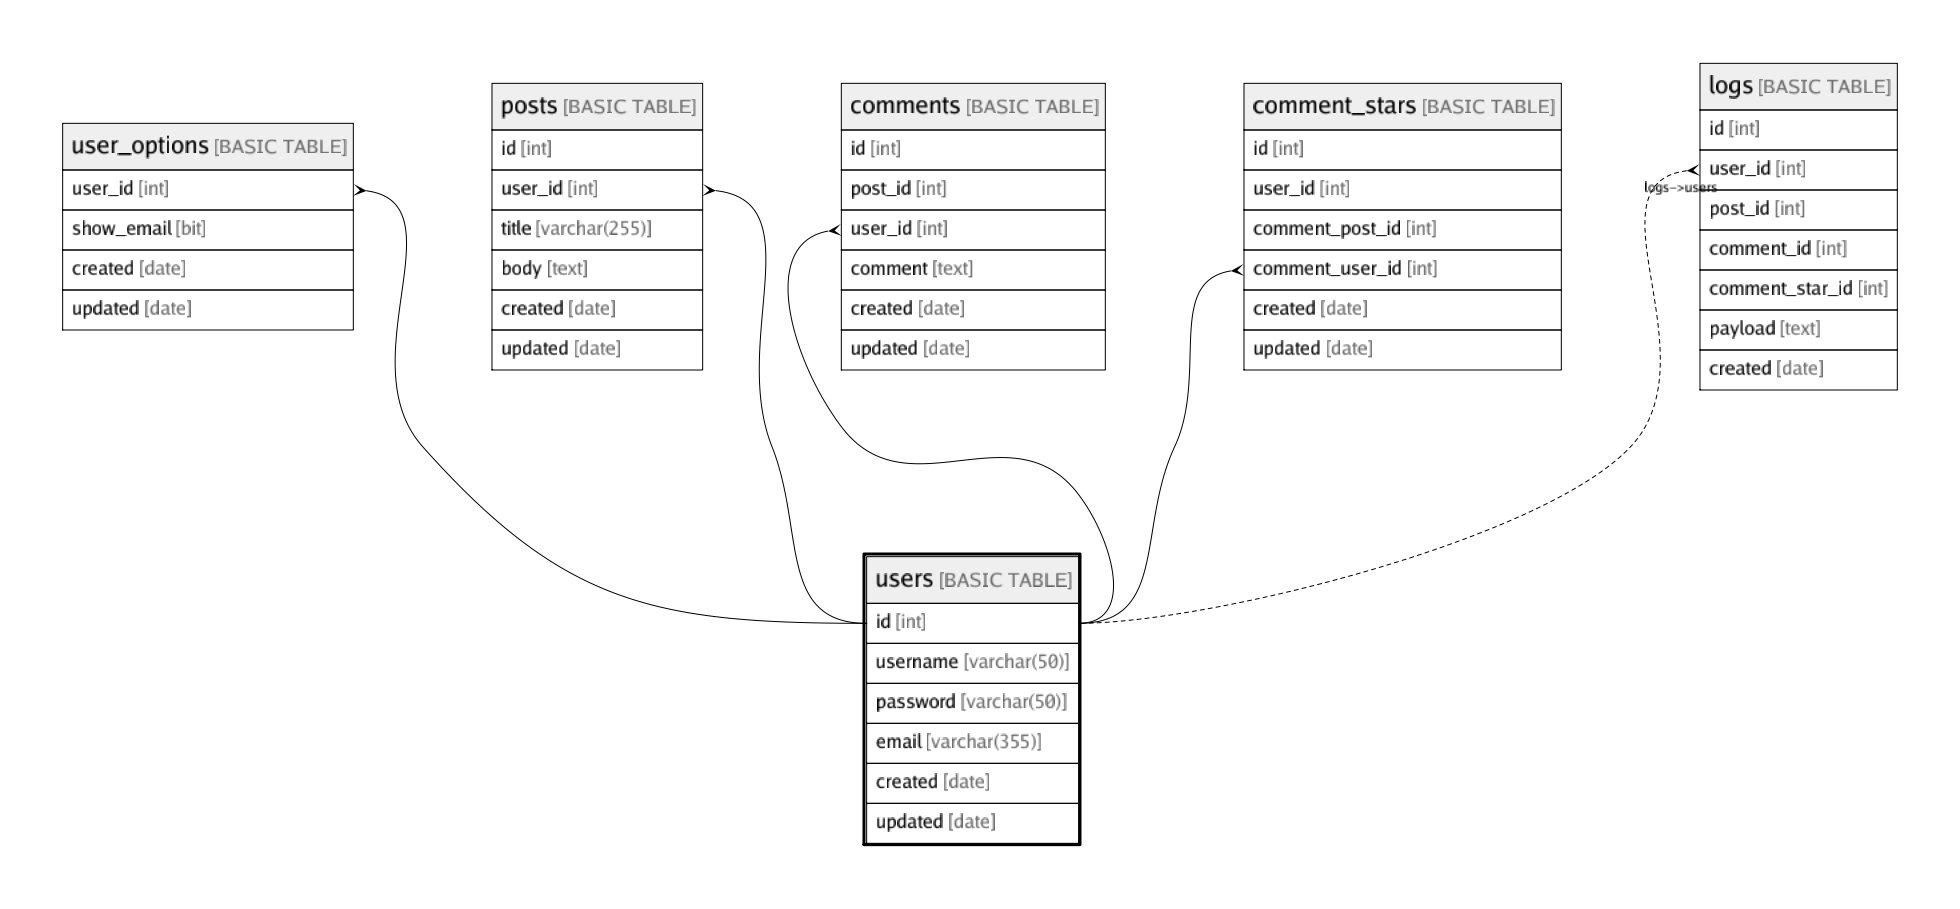 user_options [BASIC TABLE]
user_id [int]
show_email [bit]
created [date]
updated [date]
posts [BASIC TABLE]
id [int]
user_id [int]
title [varchar(255)]
body [text]
created [date]
updated [date]
comments [BASIC TABLE]
id [int]
post_id [int]
user_id [int]
comment [text]
created [date]
updated [date]
comment_stars [BASIC TABLE]
id [int]
user_id [int]
comment_post_id [int]
comment_user_id [int]
created [date]
updated [date]
logs [BASIC TABLE]
id [int]
user_id [int]
logs->users
post_id [int]
comment_id [int]
comment_star_id [int]
payload [text]
created [date]
users [BASIC TABLE]
id [int]
username [varchar(50)]
password [varchar(50)]
email [varchar(355)]
created [date]
updated [date]